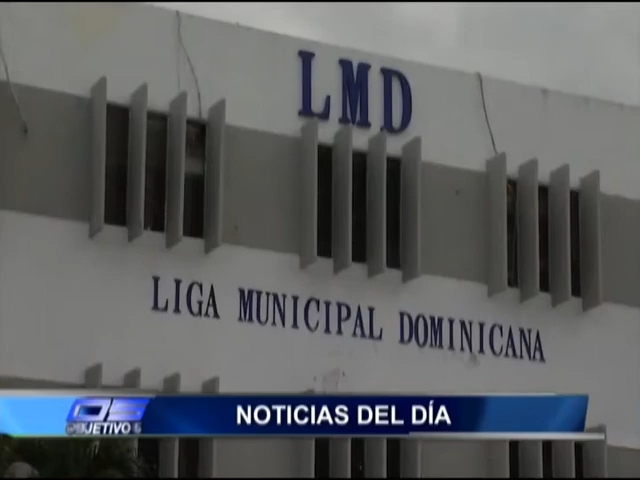 LMD
LIGA MUNICIPAL DOMINICANA
OBJETIVO 5
NOTICIAS DEL DÍA